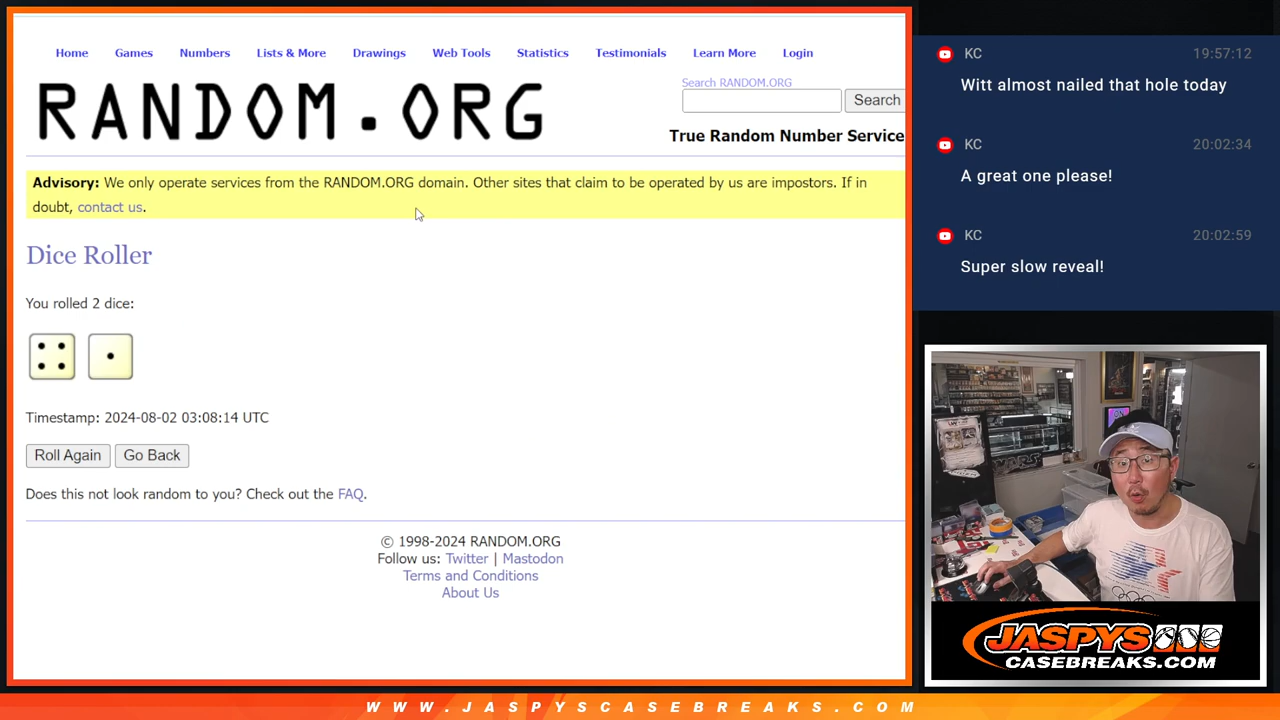 Home Games Numbers Lists & More Drawings Web Tools Statistics Testimonials Learn More Login
RANDOM.ORG
Search RANDOM.ORG
Search
True Random Number Service
Advisory: We only operate services from the RANDOM.ORG domain. Other sites that claim to be operated by us are impostors. If in
doubt, contact us.
Dice Roller
You rolled 2 dice:
Timestamp: 2024-08-02 03:08:14 UTC
Roll Again Go Back
Does this not look random to you? Check out the FAQ.
© 1998-2024 RANDOM.ORG
Follow us: Twitter | Mastodon
Terms and Conditions
About Us
KC 19:57:12
Witt almost nailed that hole today
KC 20:02:34
A great one please!
KC 20:02:59
Super slow reveal!
JASPYS
CASEBREAKS.COM
WWW.JASPYSCASEBREAKS.COM